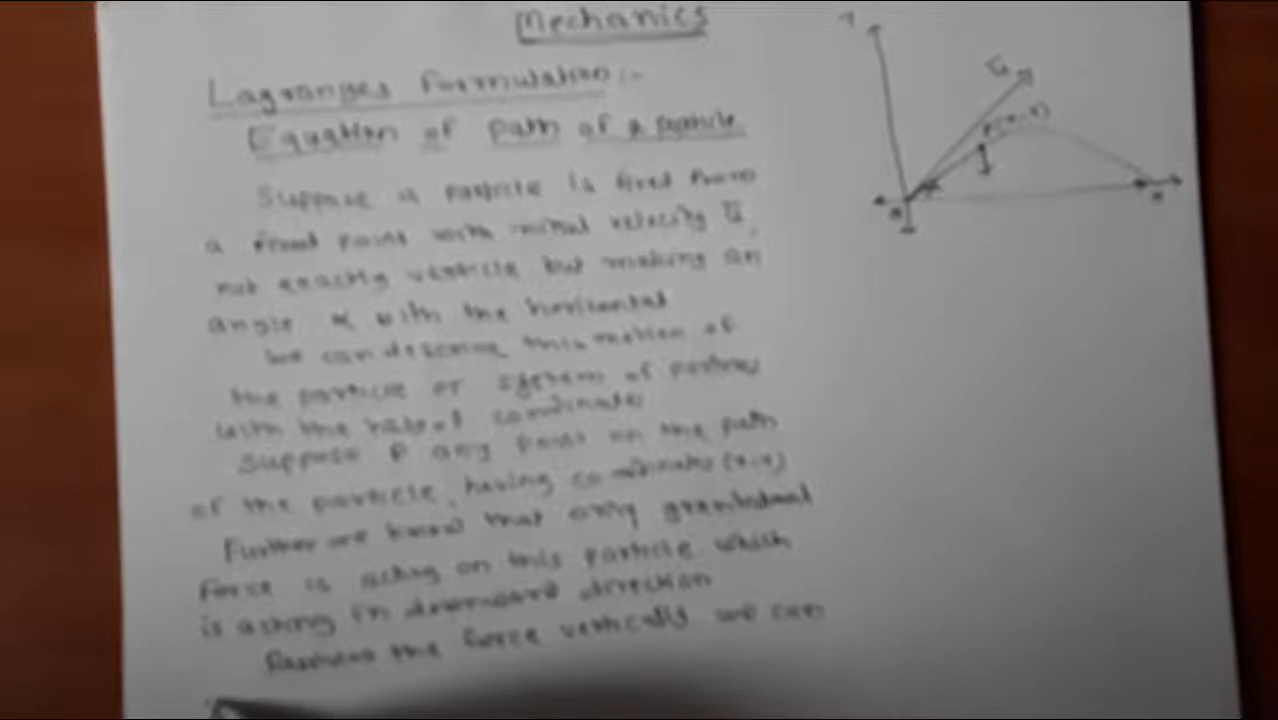 Mechanics
Lagranges Formulation:-
Equation of path of a particle
Suppose a particle is fired from
a fixed point with initial velocity ū,
not exactly verticle but making an
angle α with the horizontal
we can describe this motion of
the particle or system of particles
with the help of coordinates
Suppose P any point on the path
of the particle, having coordinates (x,y)
Further we know that only gravitational
force is acting on this particle which
is acting in downward direction
Resolving the force vertically we can
Y
ū
P(x,y)
α
O
X